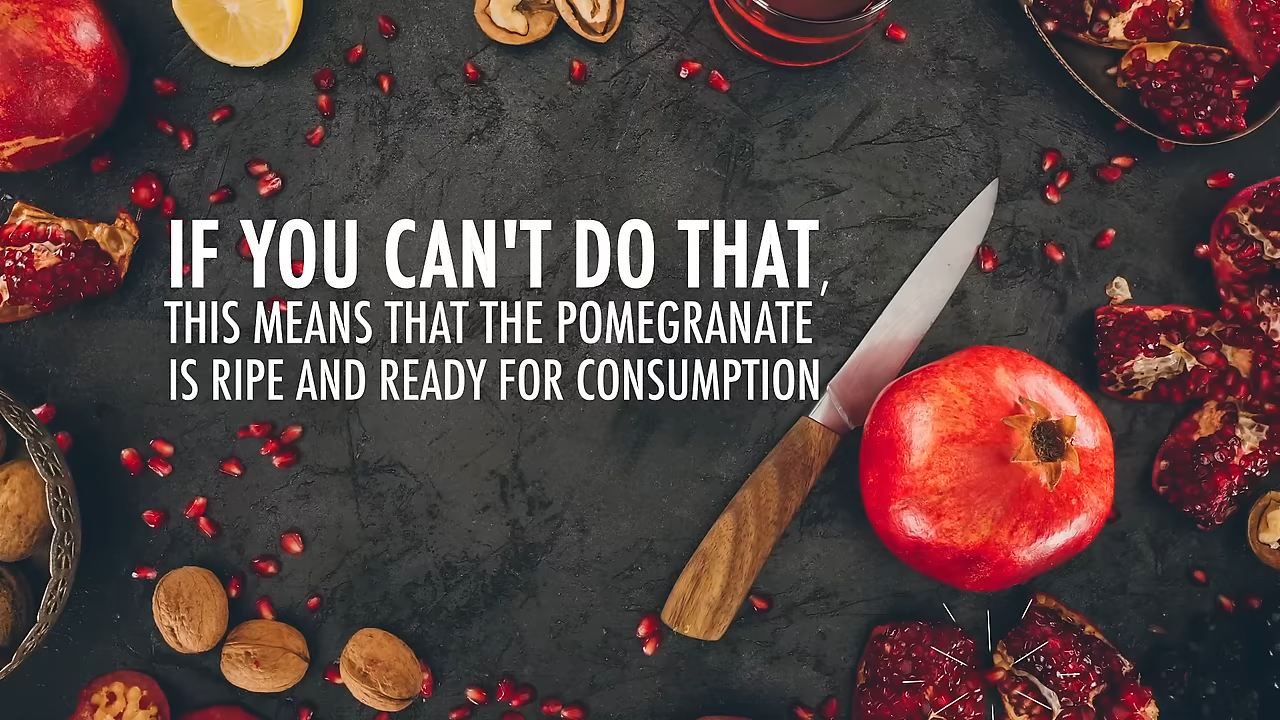 IF YOU CAN'T DO THAT,
THIS MEANS THAT THE POMEGRANATE
IS RIPE AND READY FOR CONSUMPTION